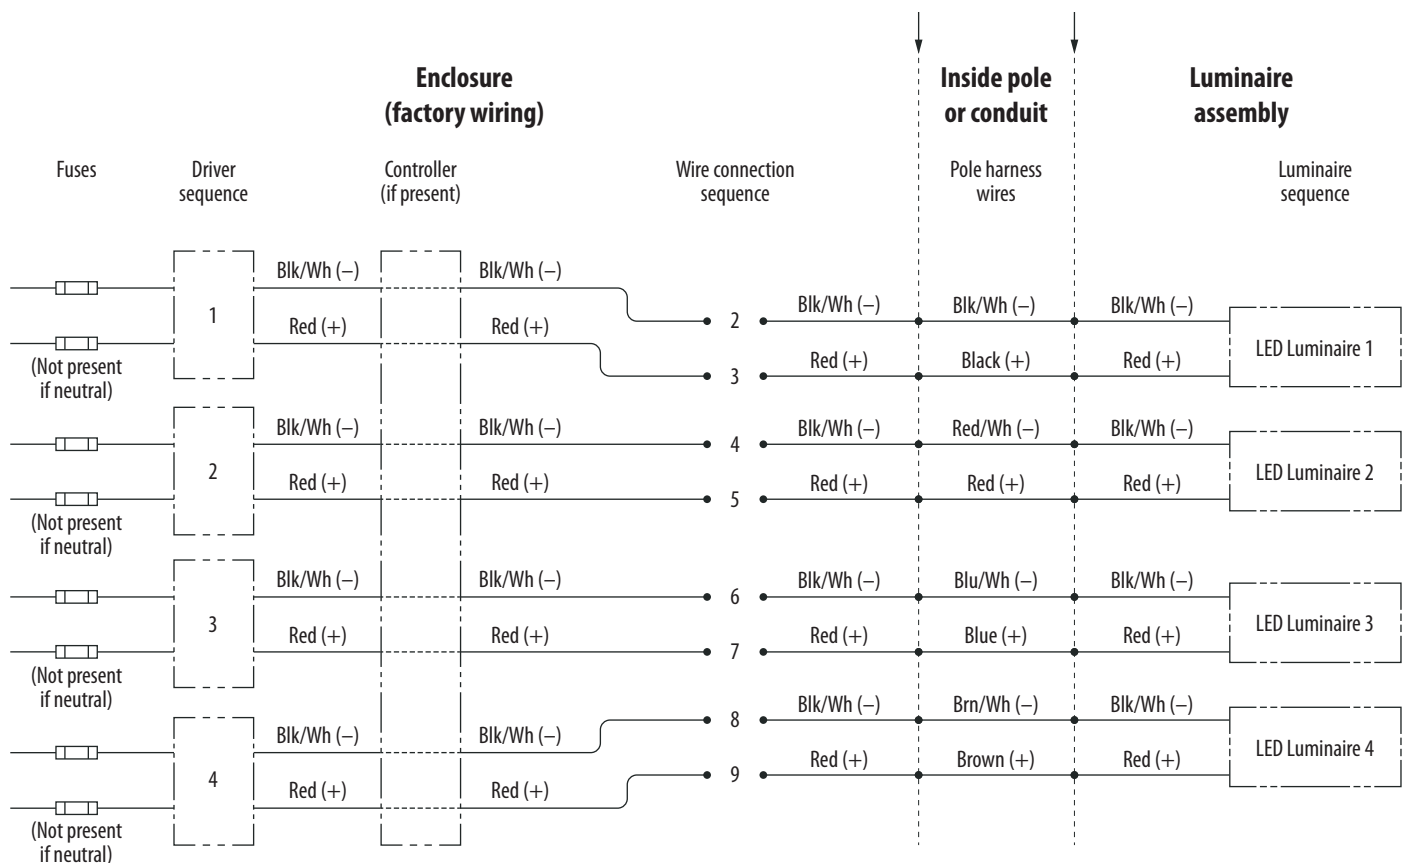 Enclosure
(factory wiring)
Inside pole
or conduit
Luminaire
assembly
Fuses
Driver
sequence
Controller
(if present)
Wire connection
sequence
Pole harness
wires
Luminaire
sequence
Blk/Wh (–)
Blk/Wh (–)
1
Red (+)
Red (+)
(Not present
if neutral)
2
Blk/Wh (–)
Blk/Wh (–)
Blk/Wh (–)
3
Red (+)
Black (+)
Red (+)
LED Luminaire 1
Blk/Wh (–)
Blk/Wh (–)
4
Blk/Wh (–)
Red/Wh (–)
Blk/Wh (–)
2
Red (+)
Red (+)
5
Red (+)
Red (+)
Red (+)
LED Luminaire 2
(Not present
if neutral)
Blk/Wh (–)
Blk/Wh (–)
6
Blk/Wh (–)
Blu/Wh (–)
Blk/Wh (–)
3
Red (+)
Red (+)
7
Red (+)
Blue (+)
Red (+)
LED Luminaire 3
(Not present
if neutral)
8
Blk/Wh (–)
Brn/Wh (–)
Blk/Wh (–)
Blk/Wh (–)
Blk/Wh (–)
4
9
Red (+)
Brown (+)
Red (+)
LED Luminaire 4
Red (+)
Red (+)
(Not present
if neutral)